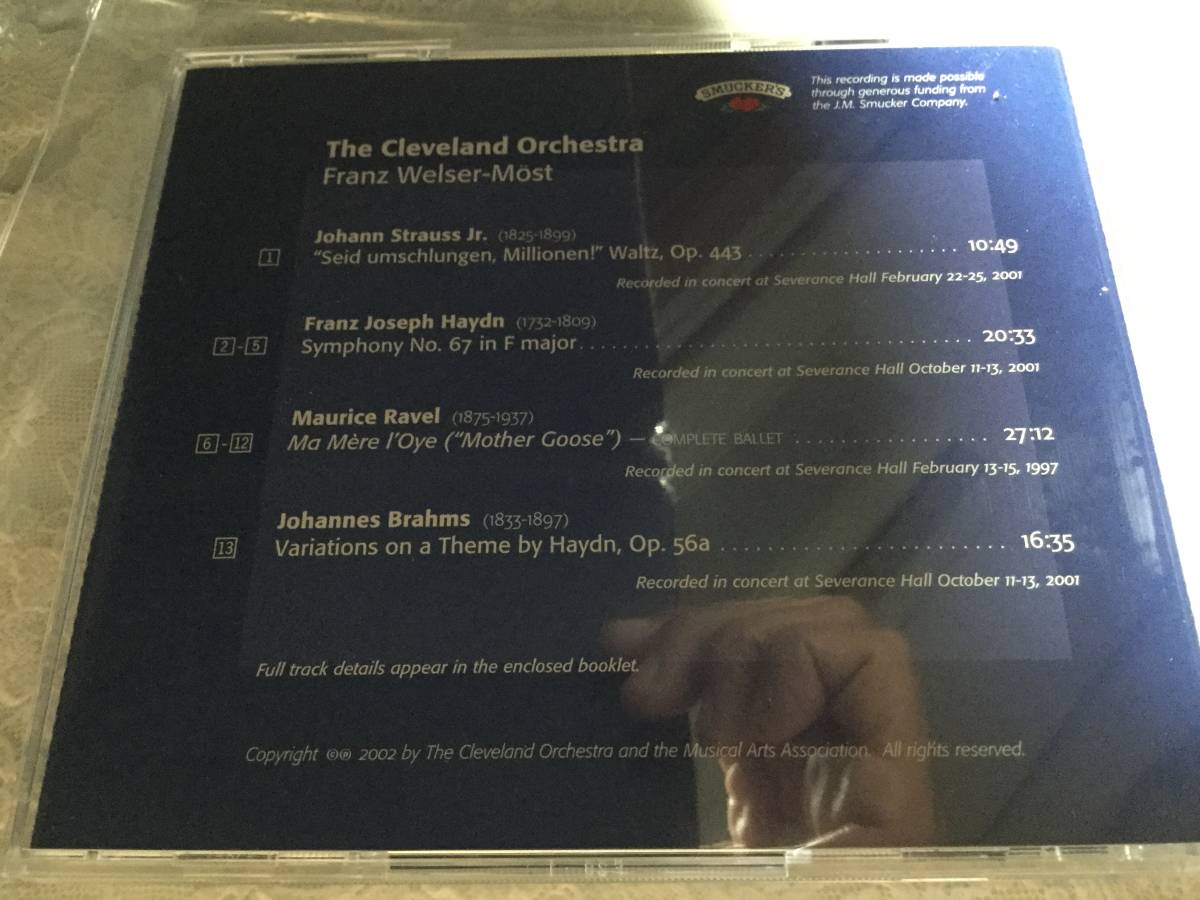 SMUCKER'S
This recording is made possible
through generous funding from
the J.M. Smucker Company.
The Cleveland Orchestra
Franz Welser-Möst
Johann Strauss Jr. (1825-1899)
1 "Seid umschlungen, Millionen!" Waltz, Op. 443 . . . . . . . . . . . . . . . . . . 10:49
Recorded in concert at Severance Hall February 22-25, 2001
Franz Joseph Haydn (1732-1809)
2-5 Symphony No. 67 in F major. . . . . . . . . . . . . . . . . . . . . . . . . . . . . . . . . 20:33
Recorded in concert at Severance Hall October 11-13, 2001
Maurice Ravel (1875-1937)
6-12 Ma Mère l'Oye ("Mother Goose") — COMPLETE BALLET . . . . . . . . . . . . . . . . . 27:12
Recorded in concert at Severance Hall February 13-15, 1997
Johannes Brahms (1833-1897)
13 Variations on a Theme by Haydn, Op. 56a . . . . . . . . . . . . . . . . . . . . . . . . 16:35
Recorded in concert at Severance Hall October 11-13, 2001
Full track details appear in the enclosed booklet.
Copyright ©℗ 2002 by The Cleveland Orchestra and the Musical Arts Association. All rights reserved.